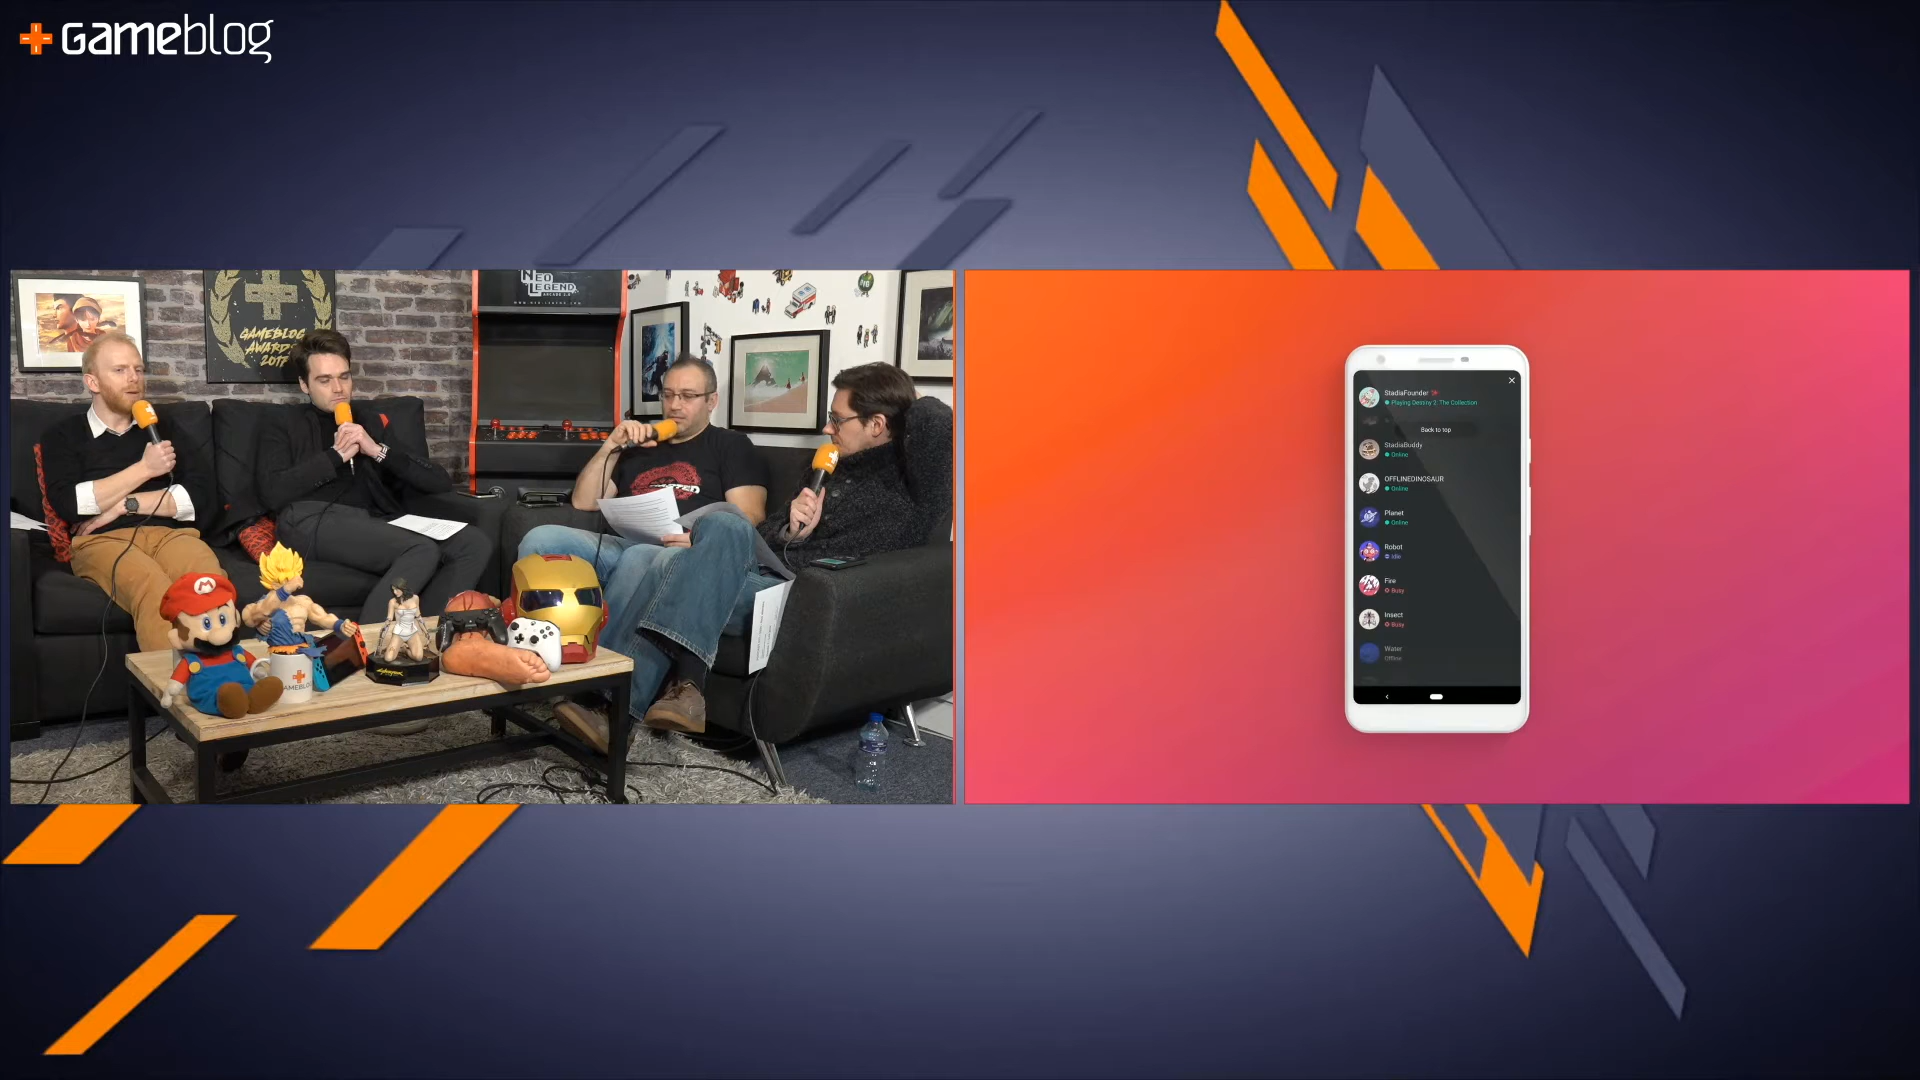 Gameblog
GAMEBLOG
AWARDS
2017
NEO
LEGEND
StadiaFounder
Playing Destiny 2: The Collection
Back to top
StadiaBuddy
Online
OFFLINEDINOSAUR
Online
Planet
Online
Robot
Idle
Fire
Busy
Insect
Busy
Water
Offline